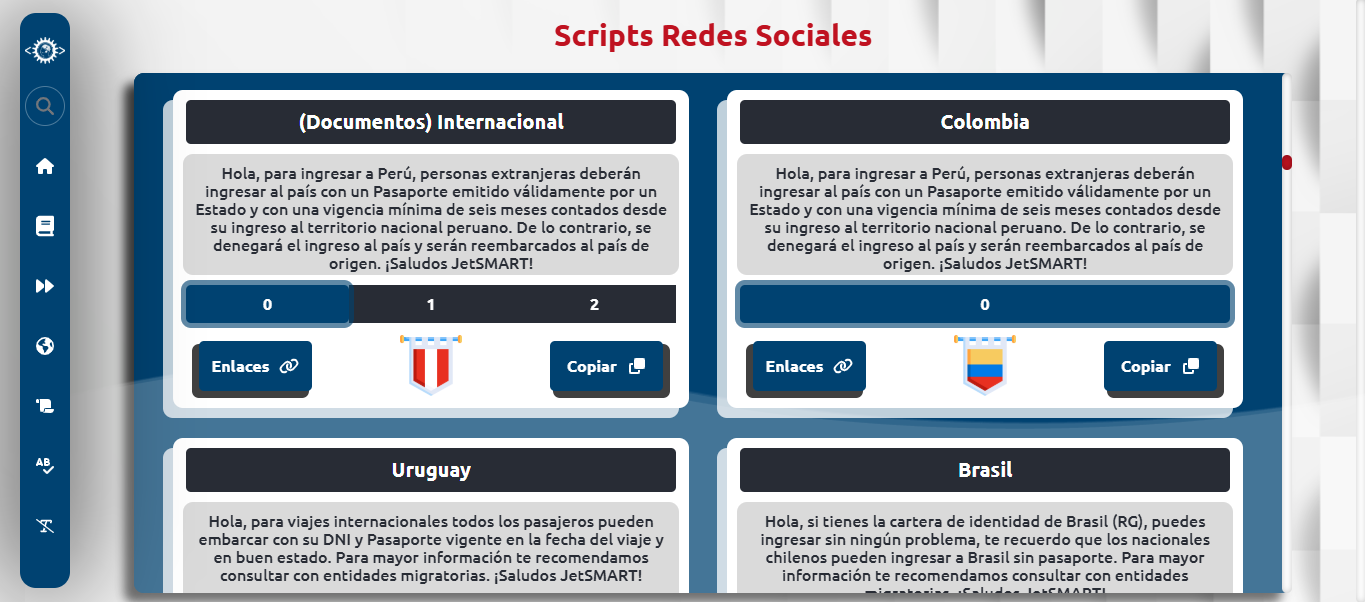 Scripts Redes Sociales
(Documentos) Internacional
Hola, para ingresar a Perú, personas extranjeras deberán
ingresar al país con un Pasaporte emitido válidamente por un
Estado y con una vigencia mínima de seis meses contados desde
su ingreso al territorio nacional peruano. De lo contrario, se
denegará el ingreso al país y serán reembarcados al país de
origen. ¡Saludos JetSMART!
0 1 2
Enlaces
Copiar
Colombia
Hola, para ingresar a Perú, personas extranjeras deberán
ingresar al país con un Pasaporte emitido válidamente por un
Estado y con una vigencia mínima de seis meses contados desde
su ingreso al territorio nacional peruano. De lo contrario, se
denegará el ingreso al país y serán reembarcados al país de
origen. ¡Saludos JetSMART!
0
Enlaces
Copiar
Uruguay
Hola, para viajes internacionales todos los pasajeros pueden
embarcar con su DNI y Pasaporte vigente en la fecha del viaje y
en buen estado. Para mayor información te recomendamos
consultar con entidades migratorias. ¡Saludos JetSMART!
Brasil
Hola, si tienes la cartera de identidad de Brasil (RG), puedes
ingresar sin ningún problema, te recuerdo que los nacionales
chilenos pueden ingresar a Brasil sin pasaporte. Para mayor
información te recomendamos consultar con entidades
migratorias. ¡Saludos JetSMART!
AB